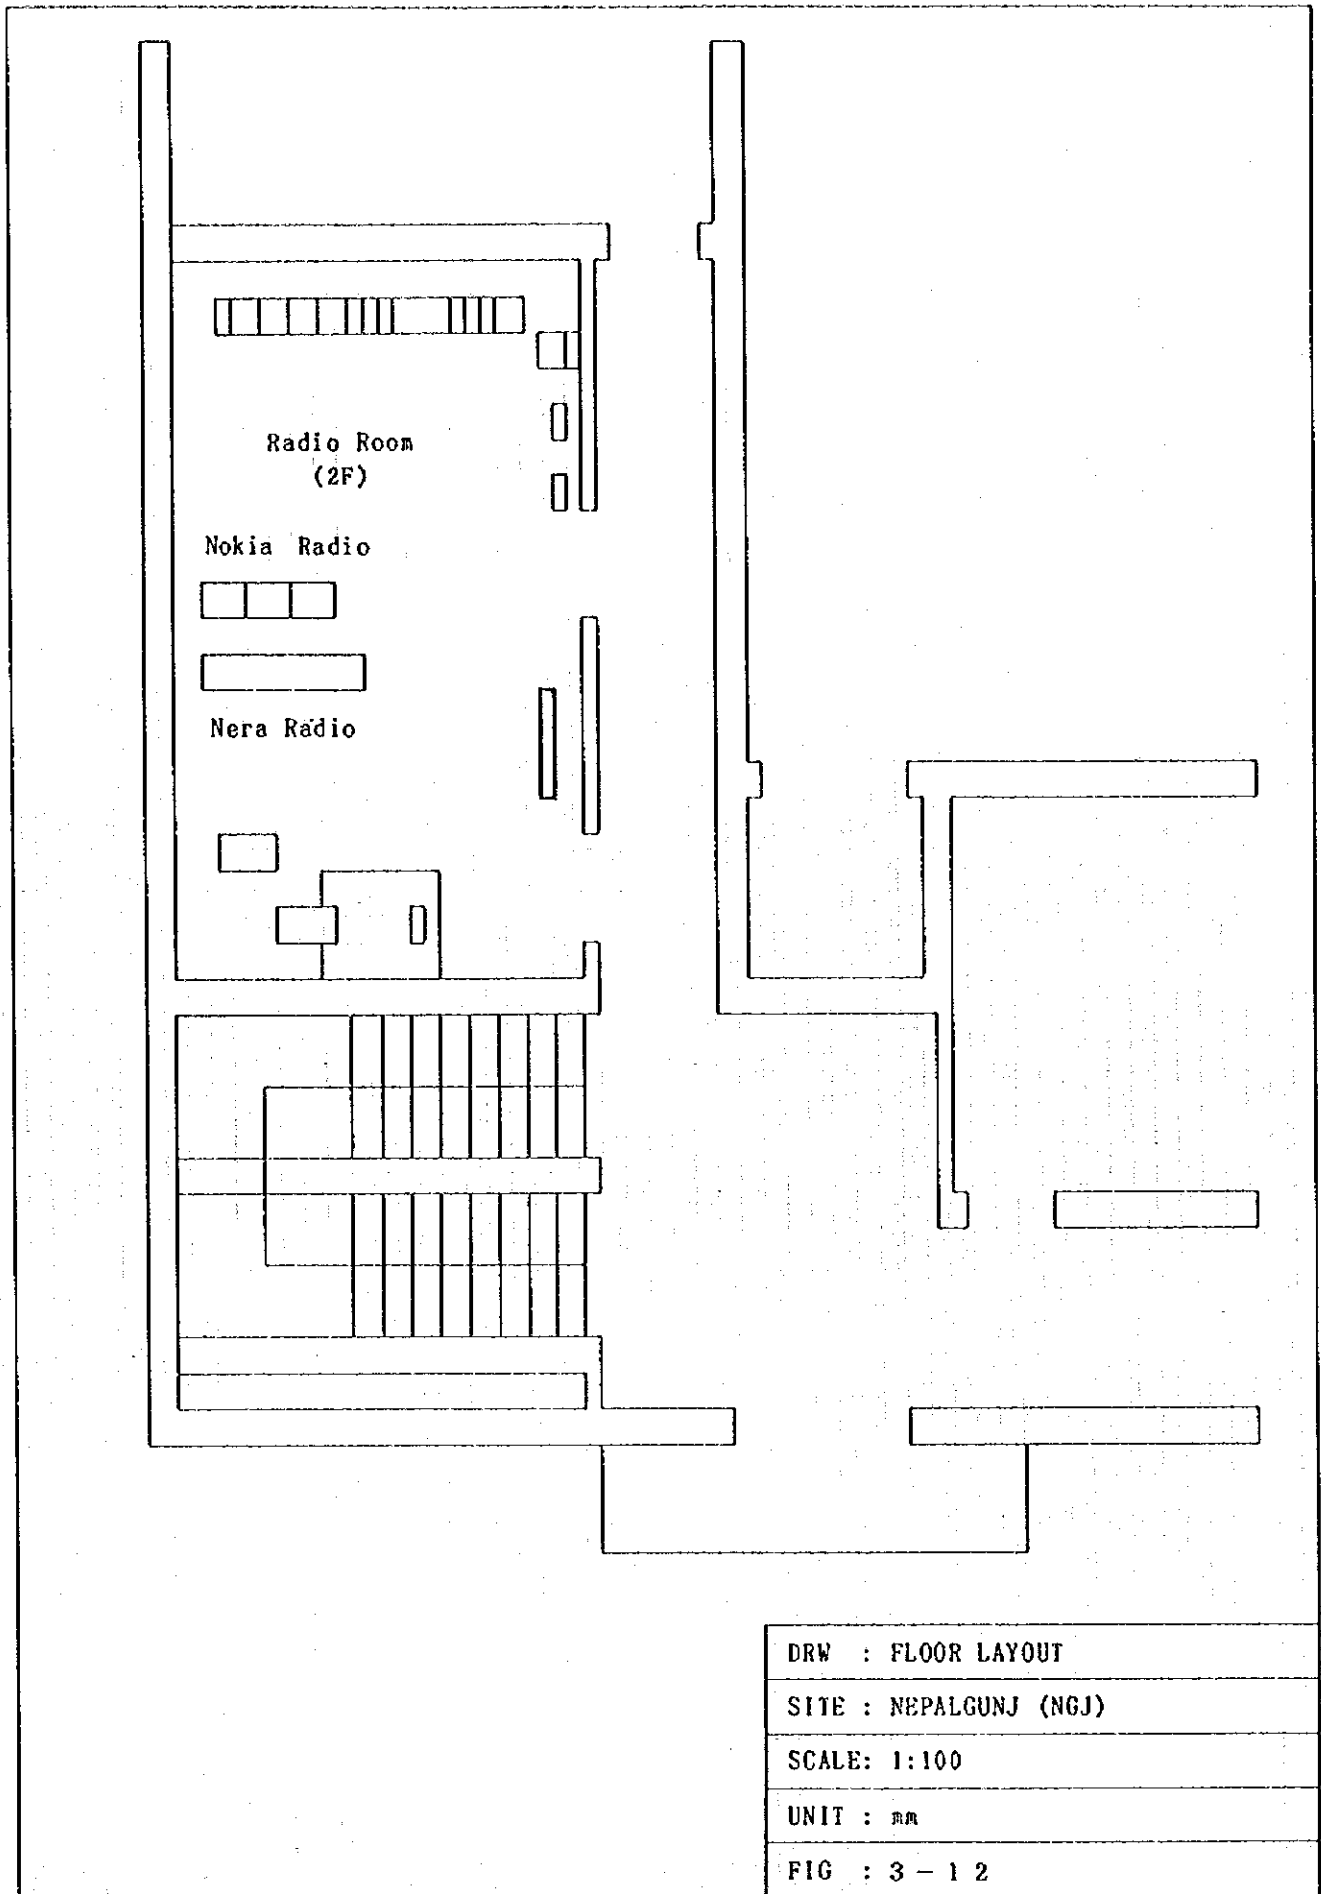 Radio Room
(2F)
Nokia Radio
Nera Radio
DRW : FLOOR LAYOUT
SITE : NEPALGUNJ (NGJ)
SCALE: 1:100
UNIT : mm
FIG : 3 - 1 2